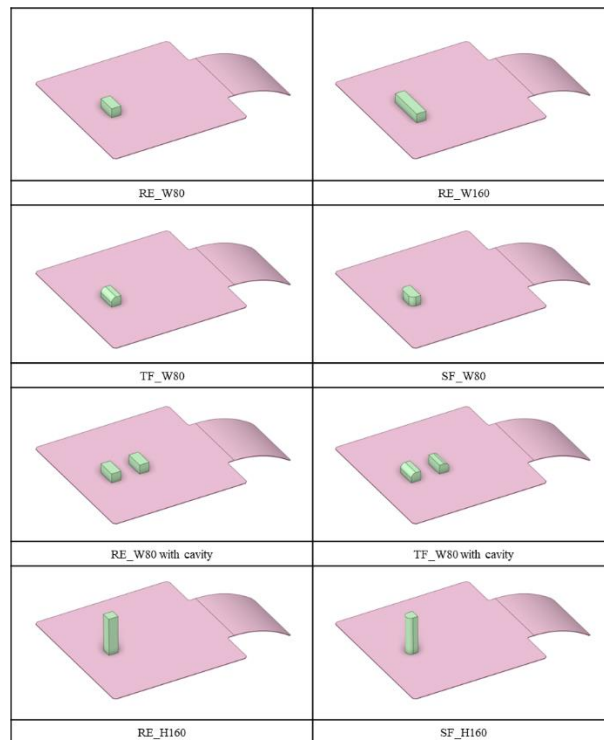 RE_W80
RE_W160
TF_W80
SF_W80
RE_W80 with cavity
TF_W80 with cavity
RE_H160
SF_H160